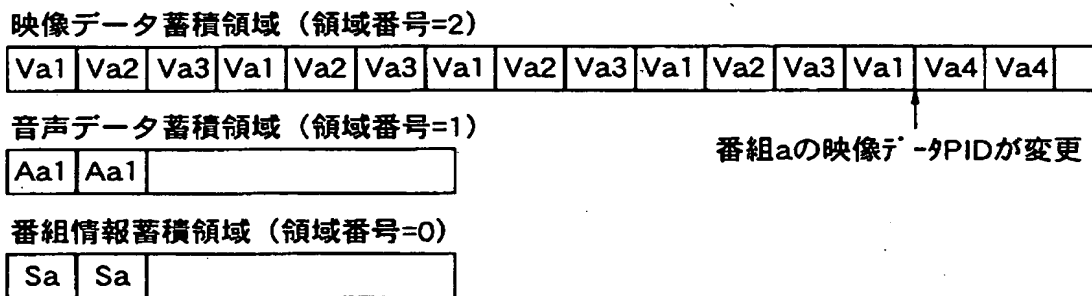 映像データ蓄積領域（領域番号=2）
Va1 Va2 Va3 Va1 Va2 Va3 Va1 Va2 Va3 Va1 Va2 Va3 Va1 Va4 Va4
音声データ蓄積領域（領域番号=1）
番組aの映像ﾃﾞｰﾀPIDが変更
Aa1 Aa1
番組情報蓄積領域（領域番号=0）
Sa Sa